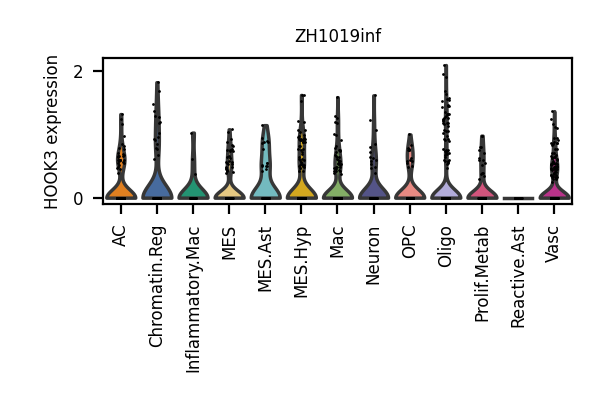 ZH1019inf
HOOK3 expression
2
0
AC
Chromatin.Reg
Inflammatory.Mac
MES
MES.Ast
MES.Hyp
Mac
Neuron
OPC
Oligo
Prolif.Metab
Reactive.Ast
Vasc